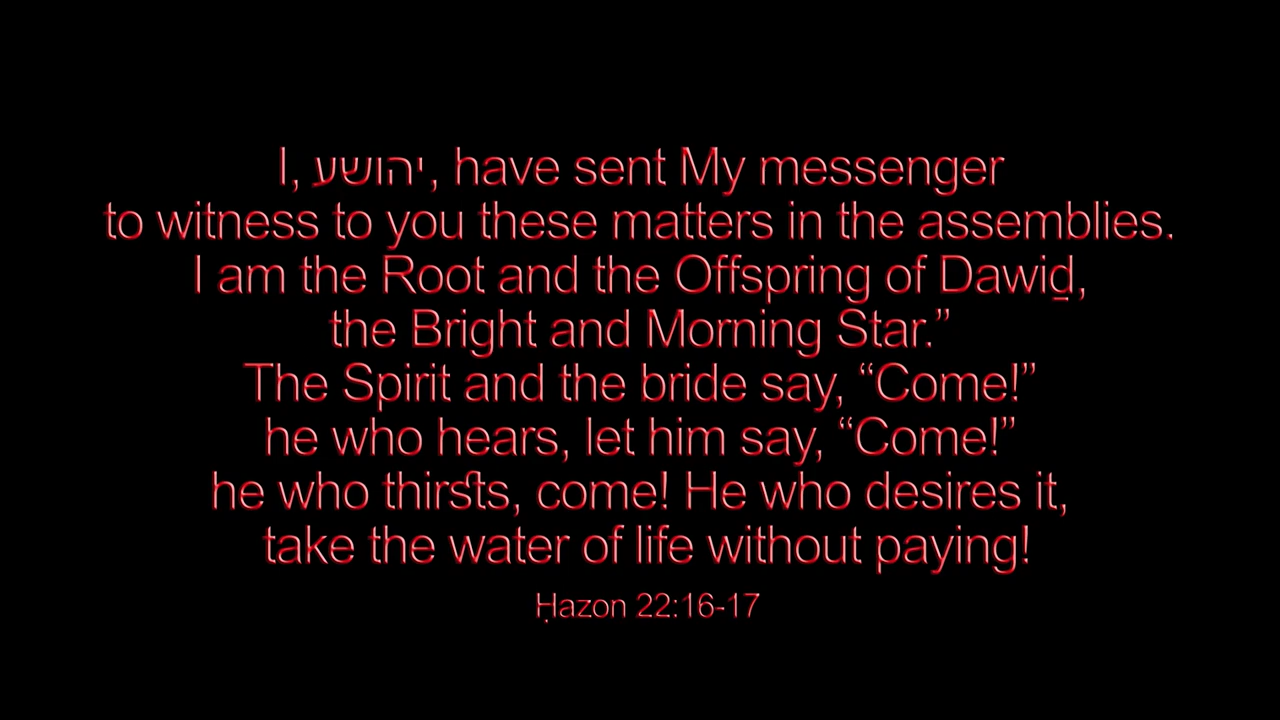 I, יהושע, have sent My messenger
to witness to you these matters in the assemblies.
I am the Root and the Offspring of Dawiḏ,
the Bright and Morning Star.”
The Spirit and the bride say, “Come!”
he who hears, let him say, “Come!”
he who thirsts, come! He who desires it,
take the water of life without paying!
Ḥazon 22:16-17